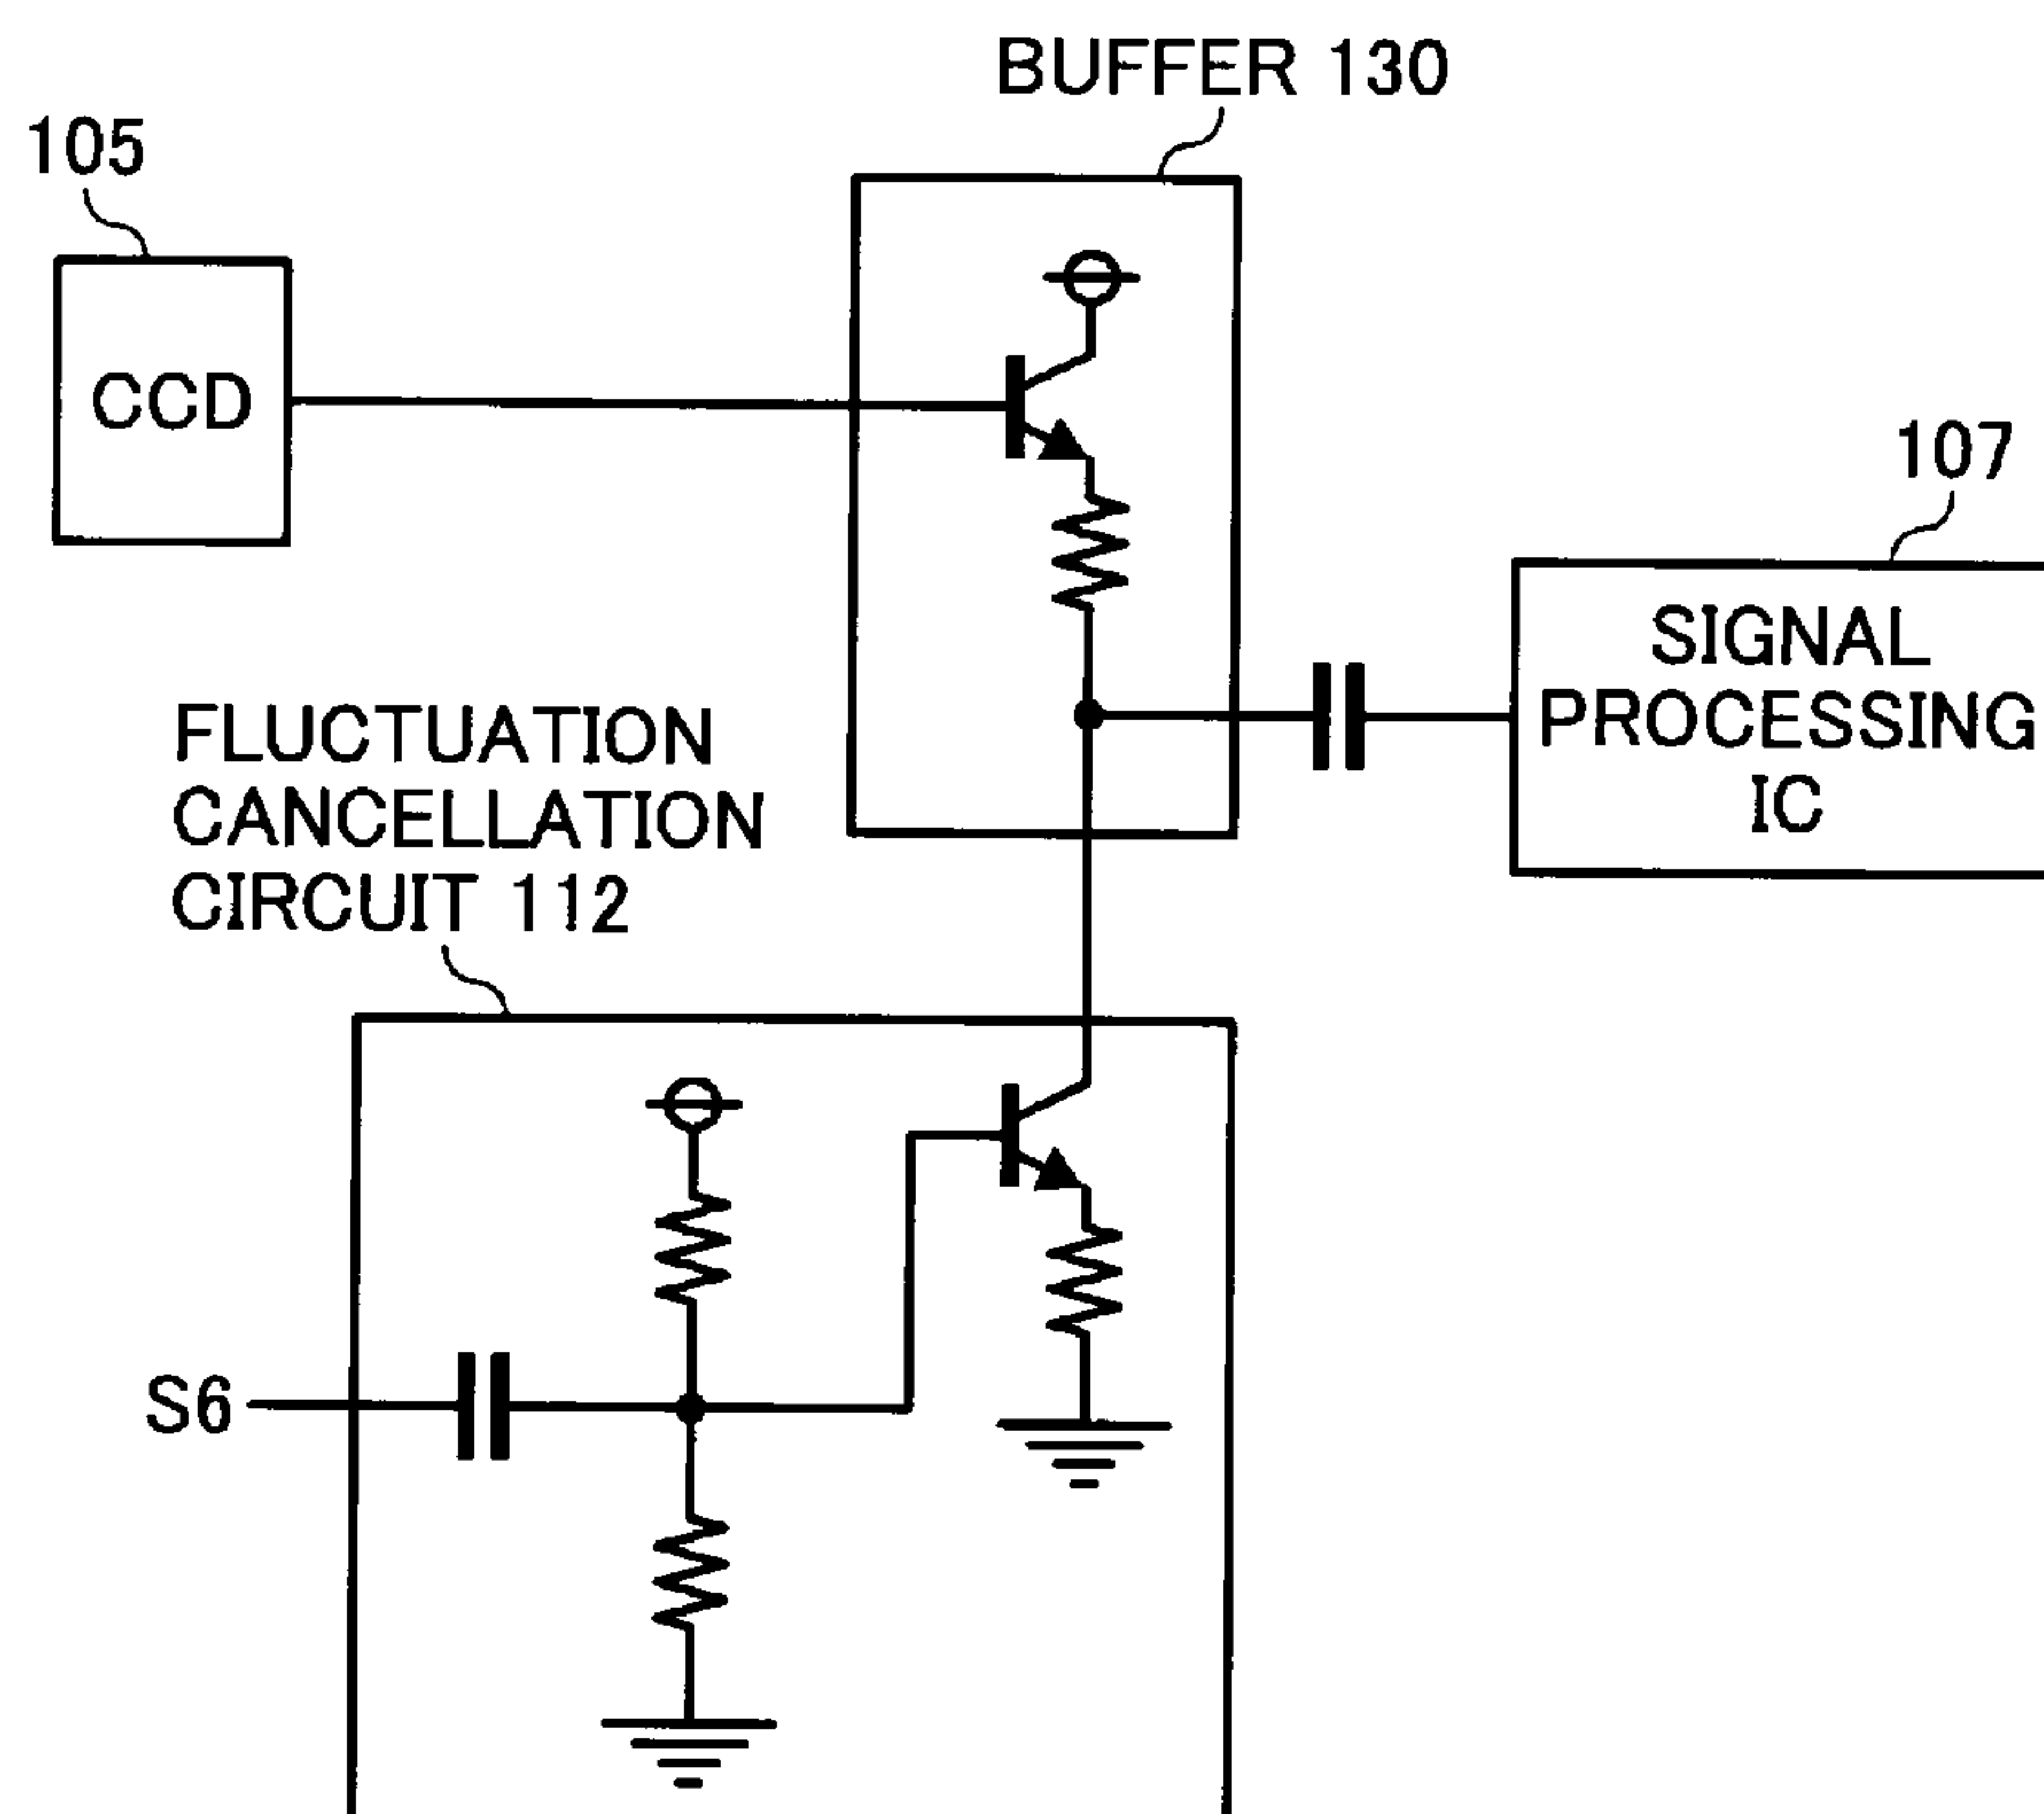 BUFFER 130
105
CCD
107
SIGNAL
PROCESSING
IC
FLUCTUATION
CANCELLATION
CIRCUIT 112
S6